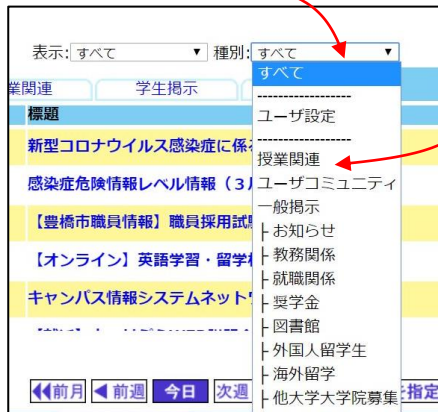 表示: すべて 種別: すべて
業関連 学生掲示
標題
新型コロナウイルス感染症に係
感染症危険情報レベル情報（3
【豊橋市職員情報】職員採用試
【オンライン】英語学習・留学
キャンパス情報システムネット
すべて
-----------------
ユーザ設定
-----------------
授業関連
ユーザコミュニティ
一般掲示
├お知らせ
├教務関係
├就職関係
├奨学金
├図書館
├外国人留学生
├海外留学
├他大学大学院募集
前月 前週 今日 次週 指定